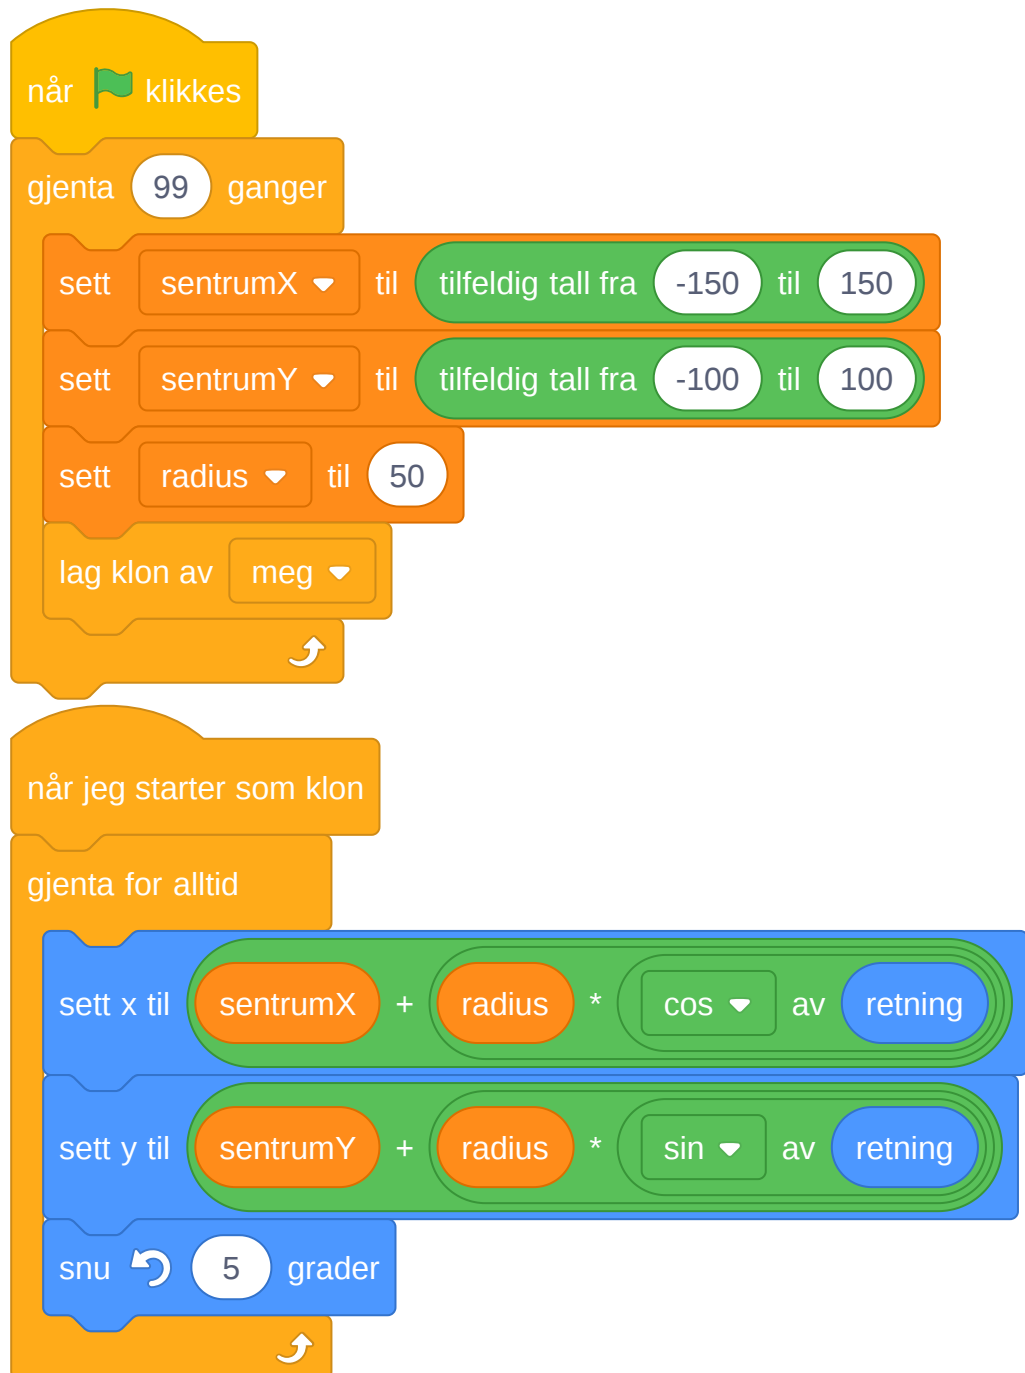 når klikkes
gjenta 99 ganger
sett sentrumX til tilfeldig tall fra -150 til 150
sett sentrumY til tilfeldig tall fra -100 til 100
sett radius til 50
lag klon av meg
når jeg starter som klon
gjenta for alltid
sett x til sentrumX + radius * cos av retning
sett y til sentrumY + radius * sin av retning
snu 5 grader